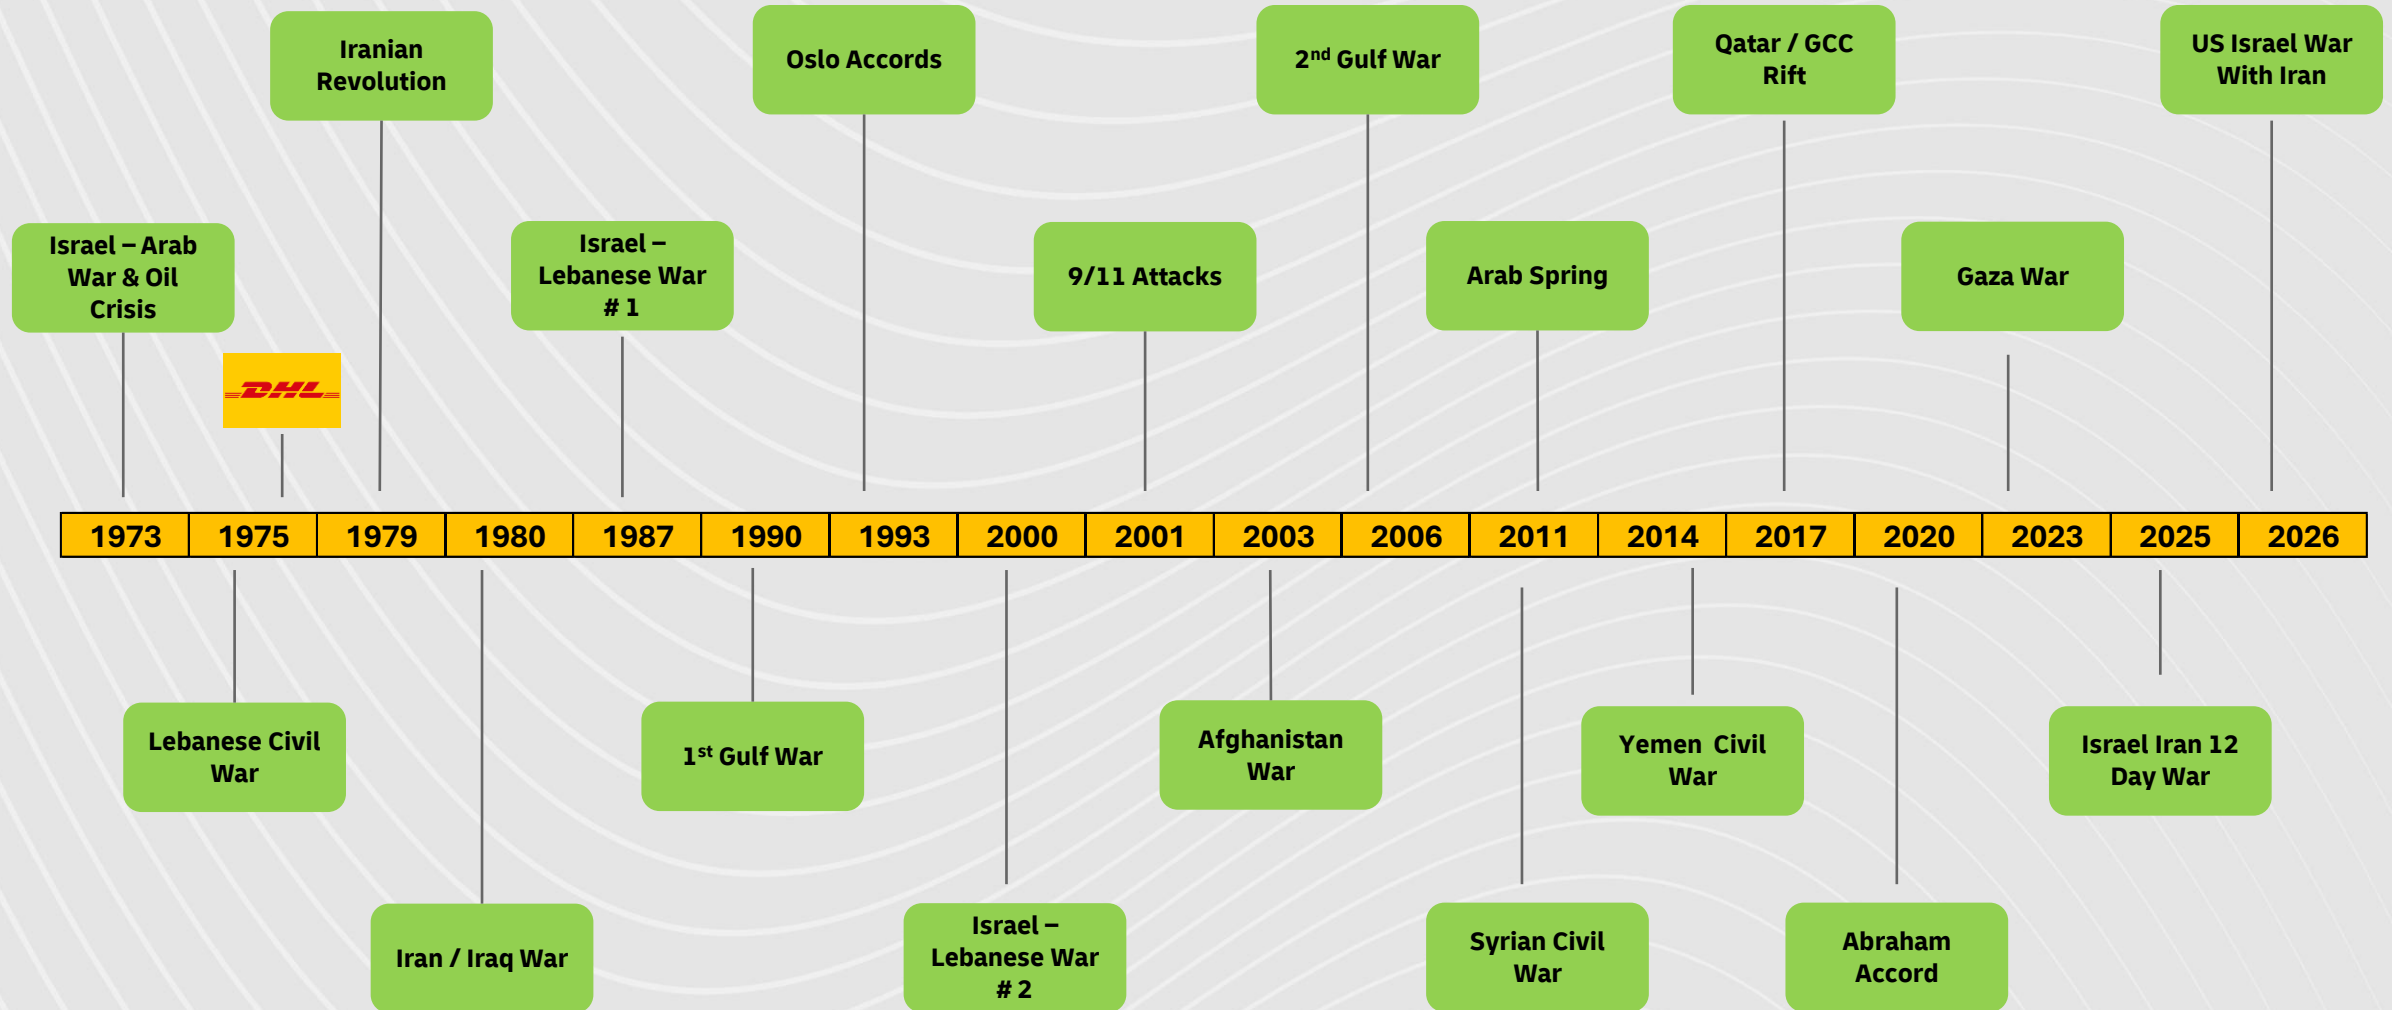 Iranian
Revolution
Oslo Accords
2nd Gulf War
Qatar / GCC
Rift
US Israel War
With Iran
Israel – Arab
War & Oil
Crisis
Israel –
Lebanese War
# 1
9/11 Attacks
Arab Spring
Gaza War
DHL
1973 1975 1979 1980 1987 1990 1993 2000 2001 2003 2006 2011 2014 2017 2020 2023 2025 2026
Lebanese Civil
War
1st Gulf War
Afghanistan
War
Yemen  Civil
War
Israel Iran 12
Day War
Iran / Iraq War
Israel –
Lebanese War
# 2
Syrian Civil
War
Abraham
Accord